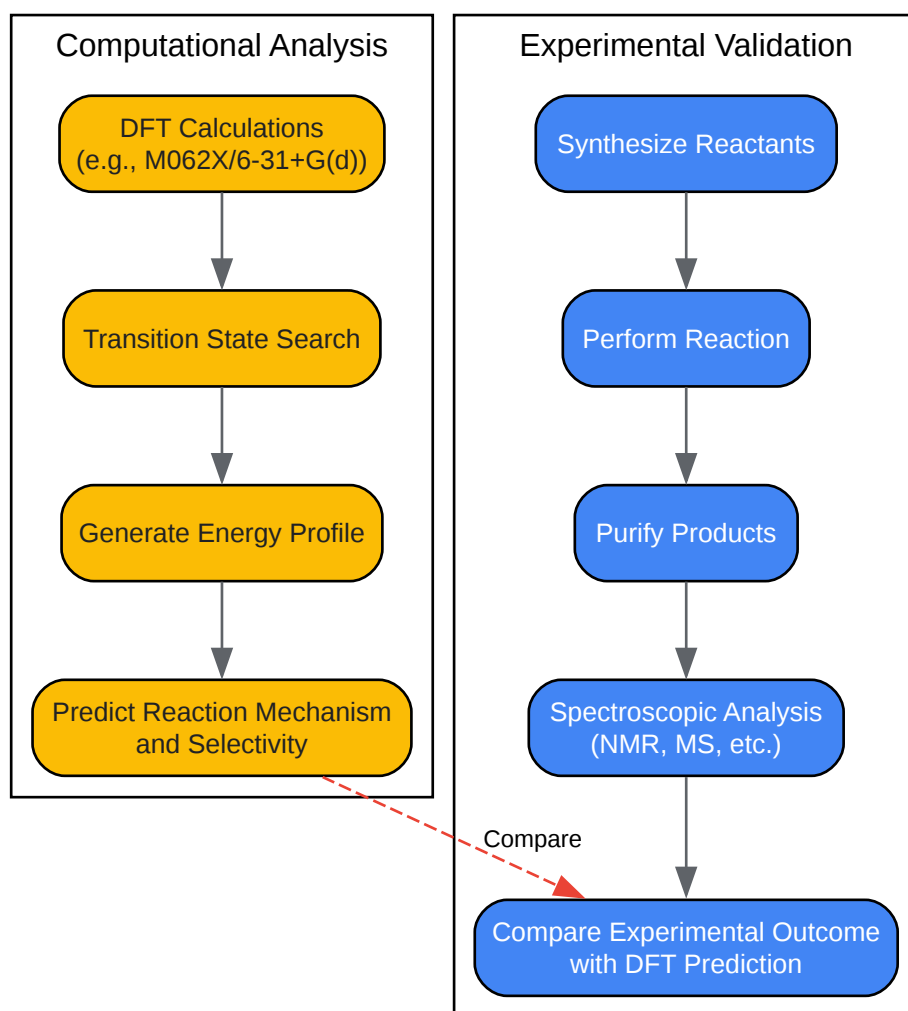 Computational Analysis
DFT Calculations
(e.g., M062X/6-31+G(d))
Transition State Search
Generate Energy Profile
Predict Reaction Mechanism
and Selectivity
Compare
Experimental Validation
Synthesize Reactants
Perform Reaction
Purify Products
Spectroscopic Analysis
(NMR, MS, etc.)
Compare Experimental Outcome
with DFT Prediction